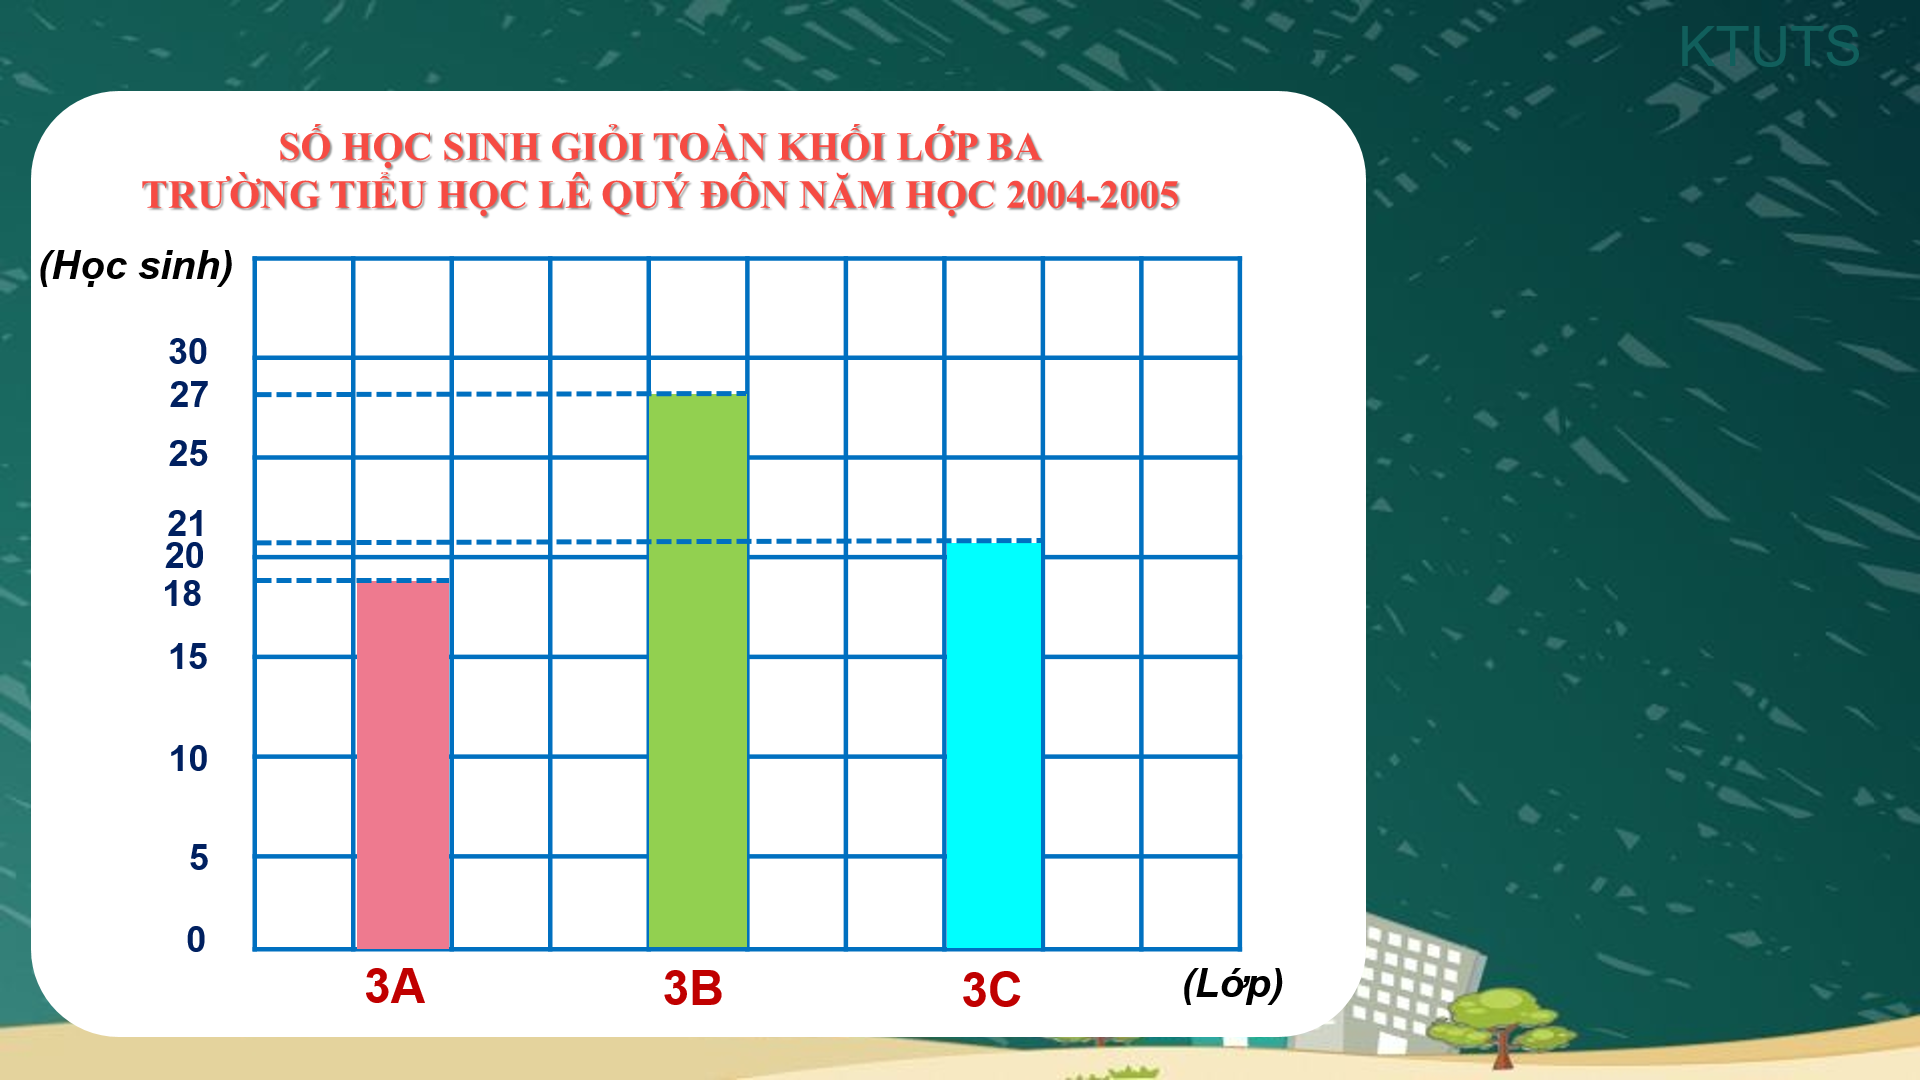 KTUTS
SỐ HỌC SINH GIỎI TOÀN KHỐI LỚP BA
TRƯỜNG TIỂU HỌC LÊ QUÝ ĐÔN NĂM HỌC 2004-2005
(Học sinh)
30
27
25
21
20
18
15
10
5
0
3A 3B 3C (Lớp)